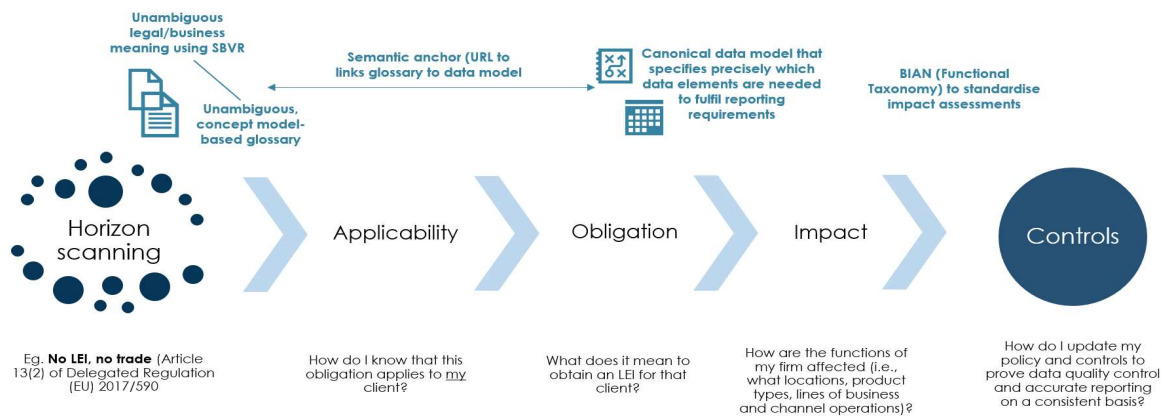 Unambiguous
legal/business
meaning using SBVR
Unambiguous,
concept model-
based glossary
Semantic anchor (URL to
links glossary to data model
Canonical data model that
specifies precisely which
data elements are needed
to fulfil reporting
requirements
BIAN (Functional
Taxonomy) to standardise
impact assessments
Horizon
scanning
Applicability
Obligation
Impact
Controls
Eg. No LEI, no trade (Article
13(2) of Delegated Regulation
(EU) 2017/590
How do I know that this
obligation applies to my
client?
What does it mean to
obtain an LEI for that
client?
How are the functions of
my firm affected (i.e.,
what locations, product
types, lines of business
and channel operations)?
How do I update my
policy and controls to
prove data quality control
and accurate reporting
on a consistent basis?